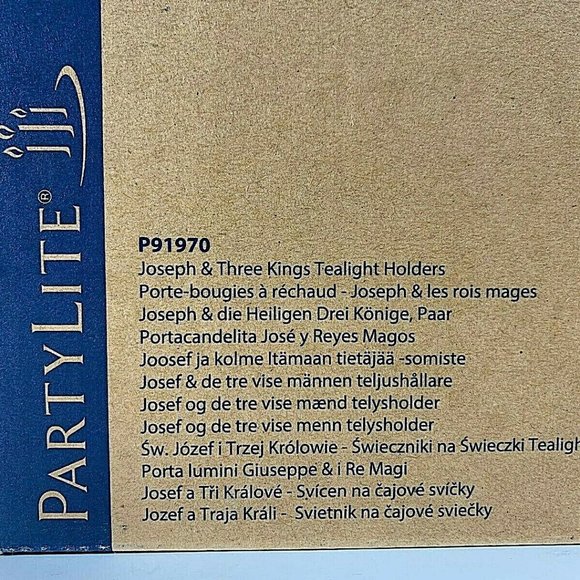 PARTYLITE®
P91970
Joseph & Three Kings Tealight Holders
Porte-bougies à réchaud - Joseph & les rois mages
Joseph & die Heiligen Drei Könige, Paar
Portacandelita José y Reyes Magos
Joosef ja kolme Itämaan tietäjää -somiste
Josef & de tre vise männen teljushållare
Josef og de tre vise mænd telysholder
Josef og de tre vise menn telysholder
Św. Józef i Trzej Królowie - Świeczniki na Świeczki Tealigh
Porta lumini Giuseppe & i Re Magi
Josef a Tři Králové - Svícen na čajové svíčky
Jozef a Traja Králi - Svietnik na čajové sviečky